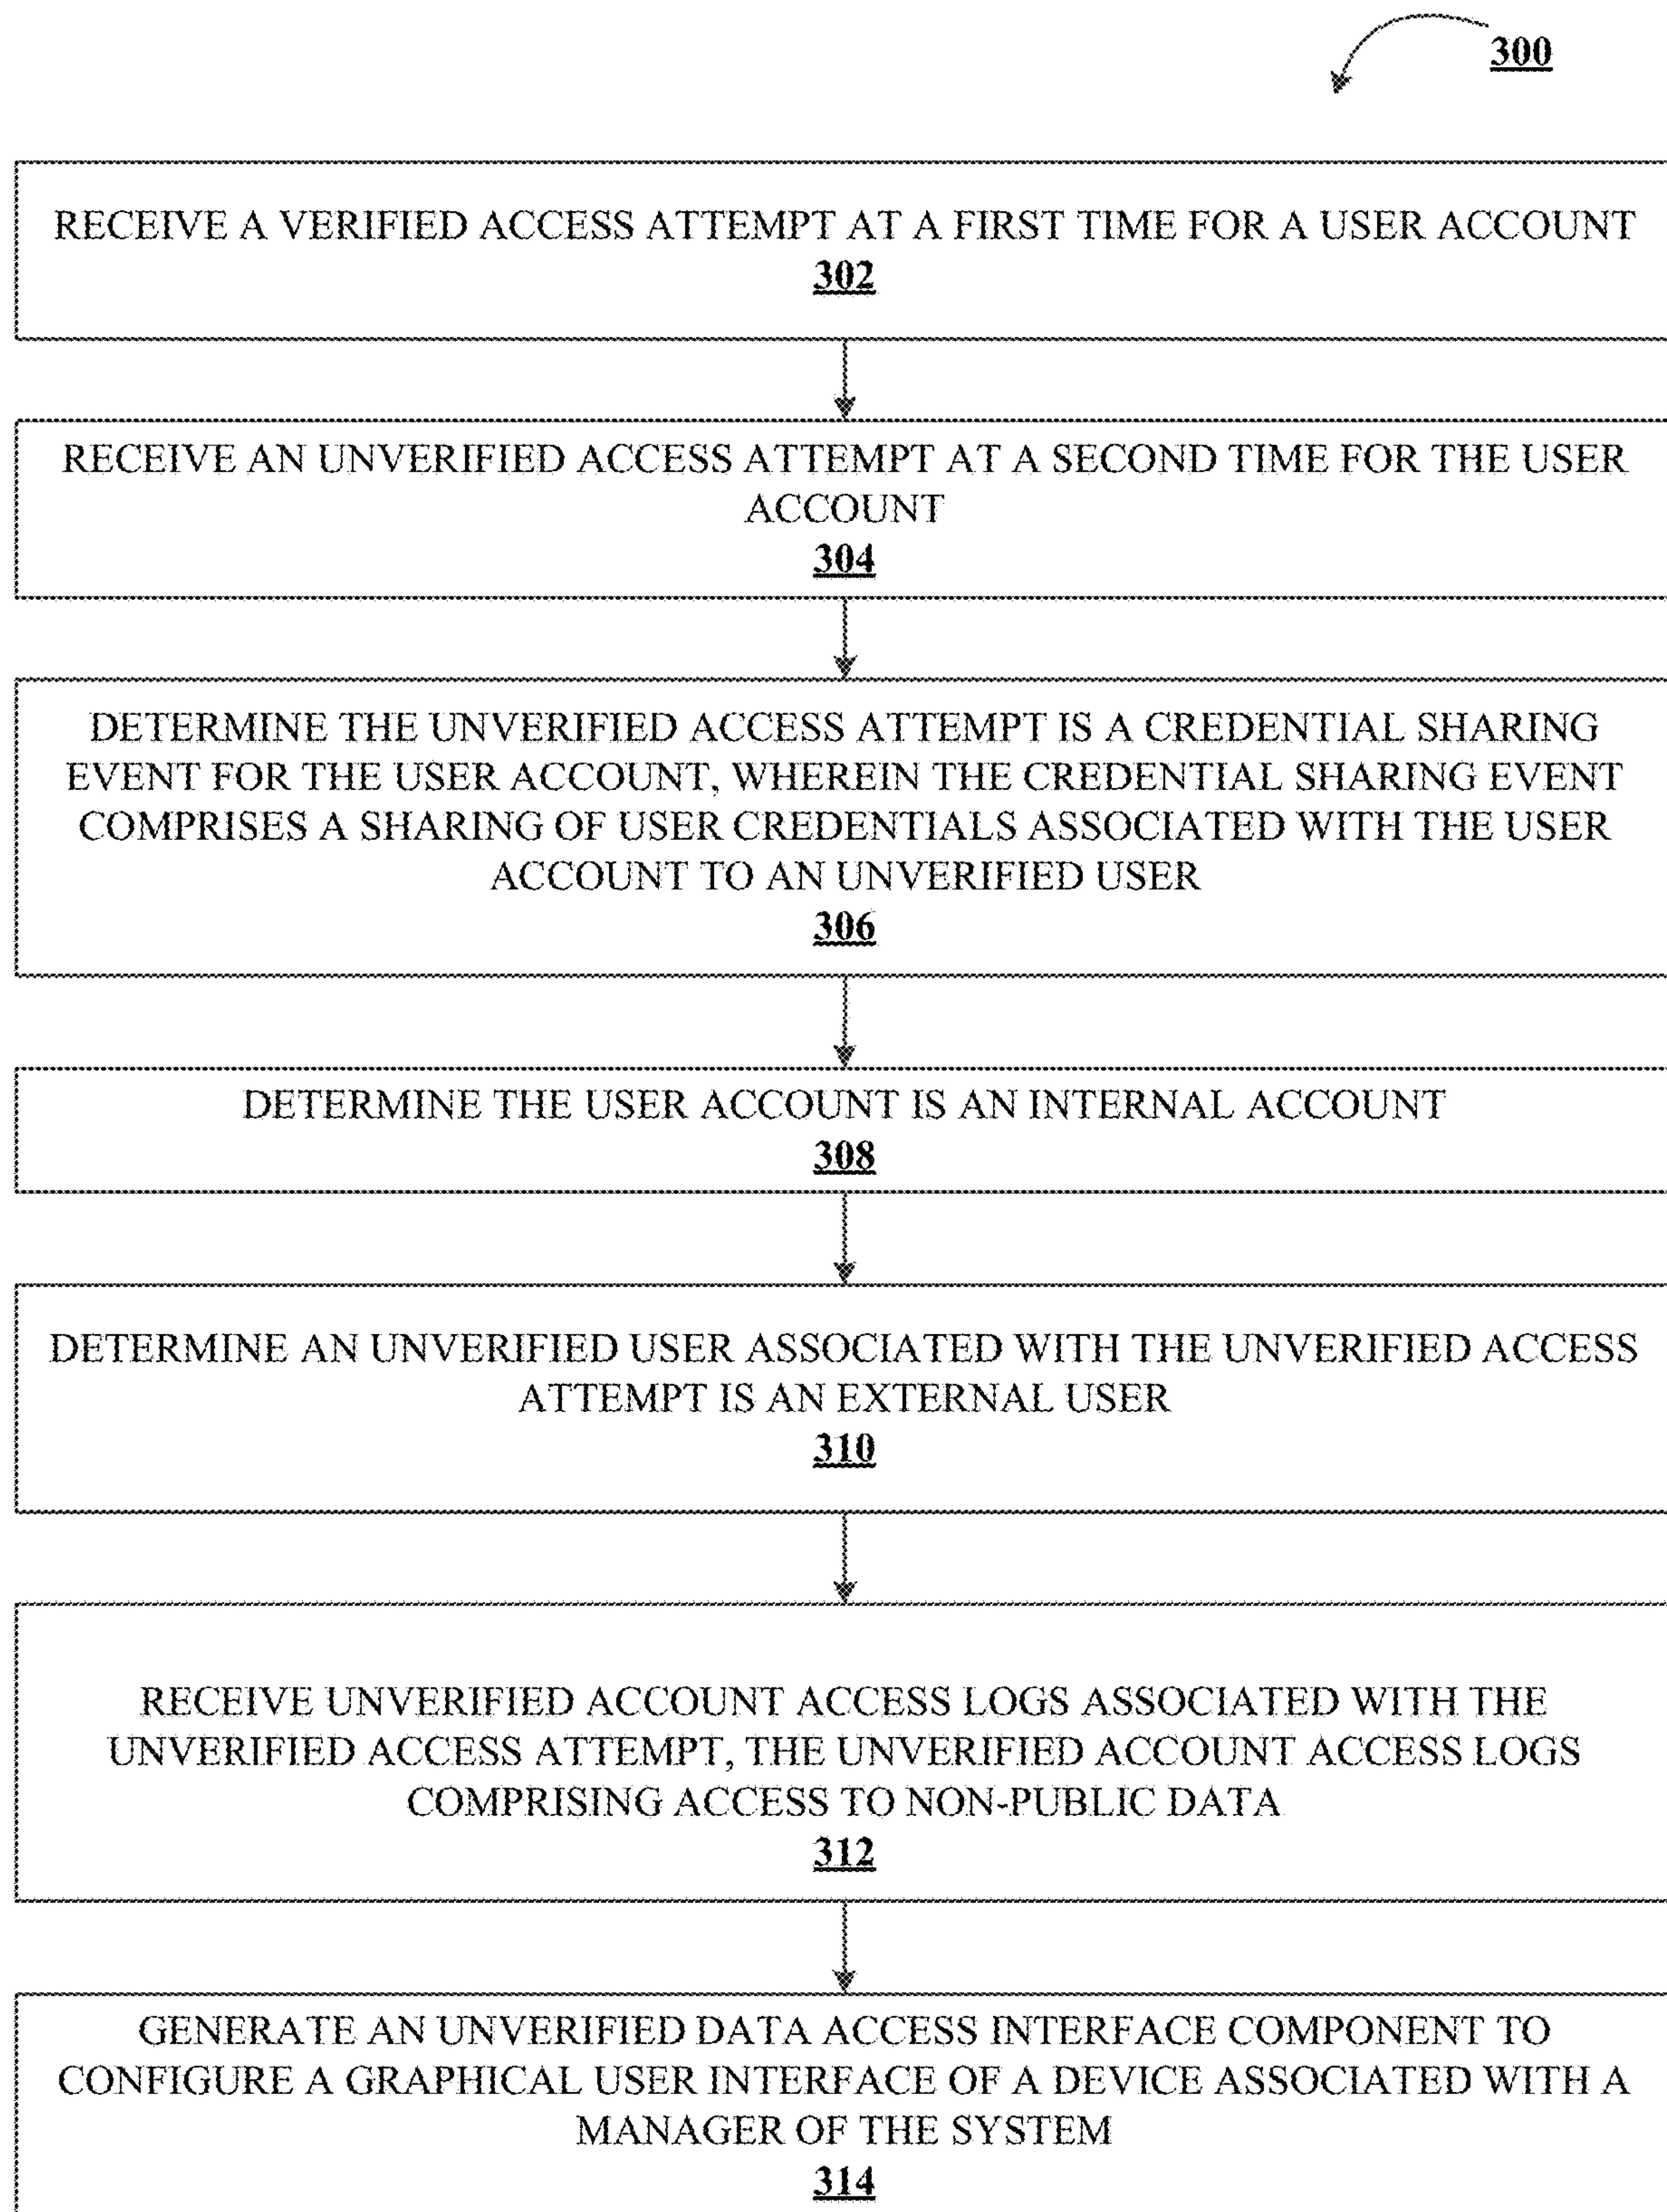 300
RECEIVE A VERIFIED ACCESS ATTEMPT AT A FIRST TIME FOR A USER ACCOUNT
302
RECEIVE AN UNVERIFIED ACCESS ATTEMPT AT A SECOND TIME FOR THE USER
ACCOUNT
304
DETERMINE THE UNVERIFIED ACCESS ATTEMPT IS A CREDENTIAL SHARING
EVENT FOR THE USER ACCOUNT, WHEREIN THE CREDENTIAL SHARING EVENT
COMPRISES A SHARING OF USER CREDENTIALS ASSOCIATED WITH THE USER
ACCOUNT TO AN UNVERIFIED USER
306
DETERMINE THE USER ACCOUNT IS AN INTERNAL ACCOUNT
308
DETERMINE AN UNVERIFIED USER ASSOCIATED WITH THE UNVERIFIED ACCESS
ATTEMPT IS AN EXTERNAL USER
310
RECEIVE UNVERIFIED ACCOUNT ACCESS LOGS ASSOCIATED WITH THE
UNVERIFIED ACCESS ATTEMPT, THE UNVERIFIED ACCOUNT ACCESS LOGS
COMPRISING ACCESS TO NON-PUBLIC DATA
312
GENERATE AN UNVERIFIED DATA ACCESS INTERFACE COMPONENT TO
CONFIGURE A GRAPHICAL USER INTERFACE OF A DEVICE ASSOCIATED WITH A
MANAGER OF THE SYSTEM
314